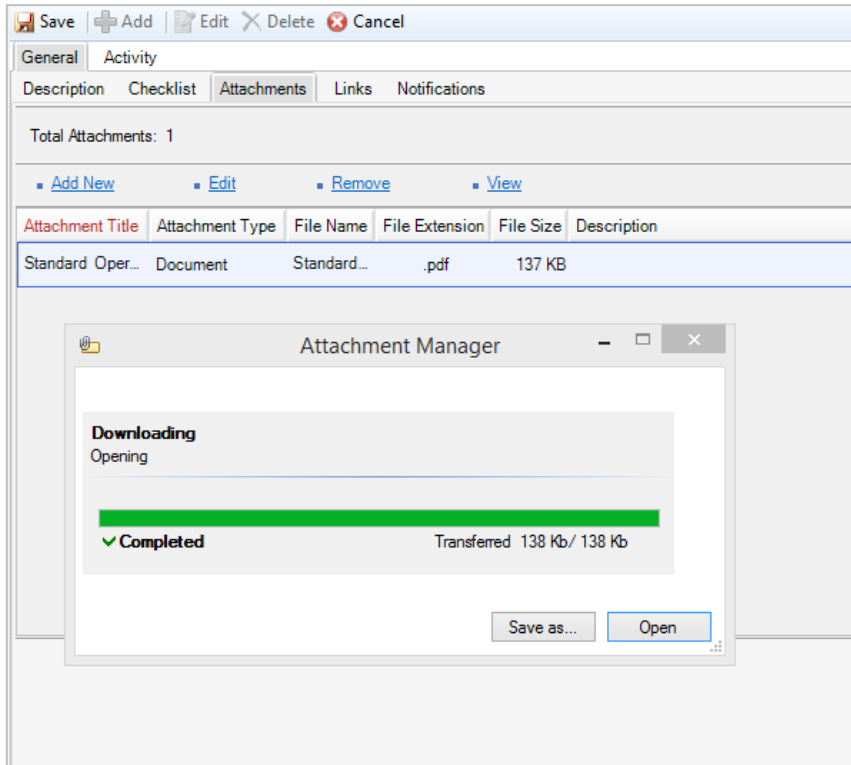 Save Add Edit Delete Cancel
General Activity
Description Checklist Attachments Links Notifications
Total Attachments: 1
Add New Edit Remove View
Attachment Title Attachment Type File Name File Extension File Size Description
Standard Oper... Document Standard... .pdf 137 KB
Attachment Manager
Downloading
Opening
Completed Transferred 138 Kb/ 138 Kb
Save as... Open